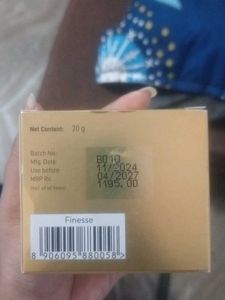 Net Content: 20 g
Batch No.: B010
Mfg. Date: 11/2024
Use before 04/2027
MRP Rs. 1195.00
(incl. of all taxes)
Finesse
8 906095 880058 >